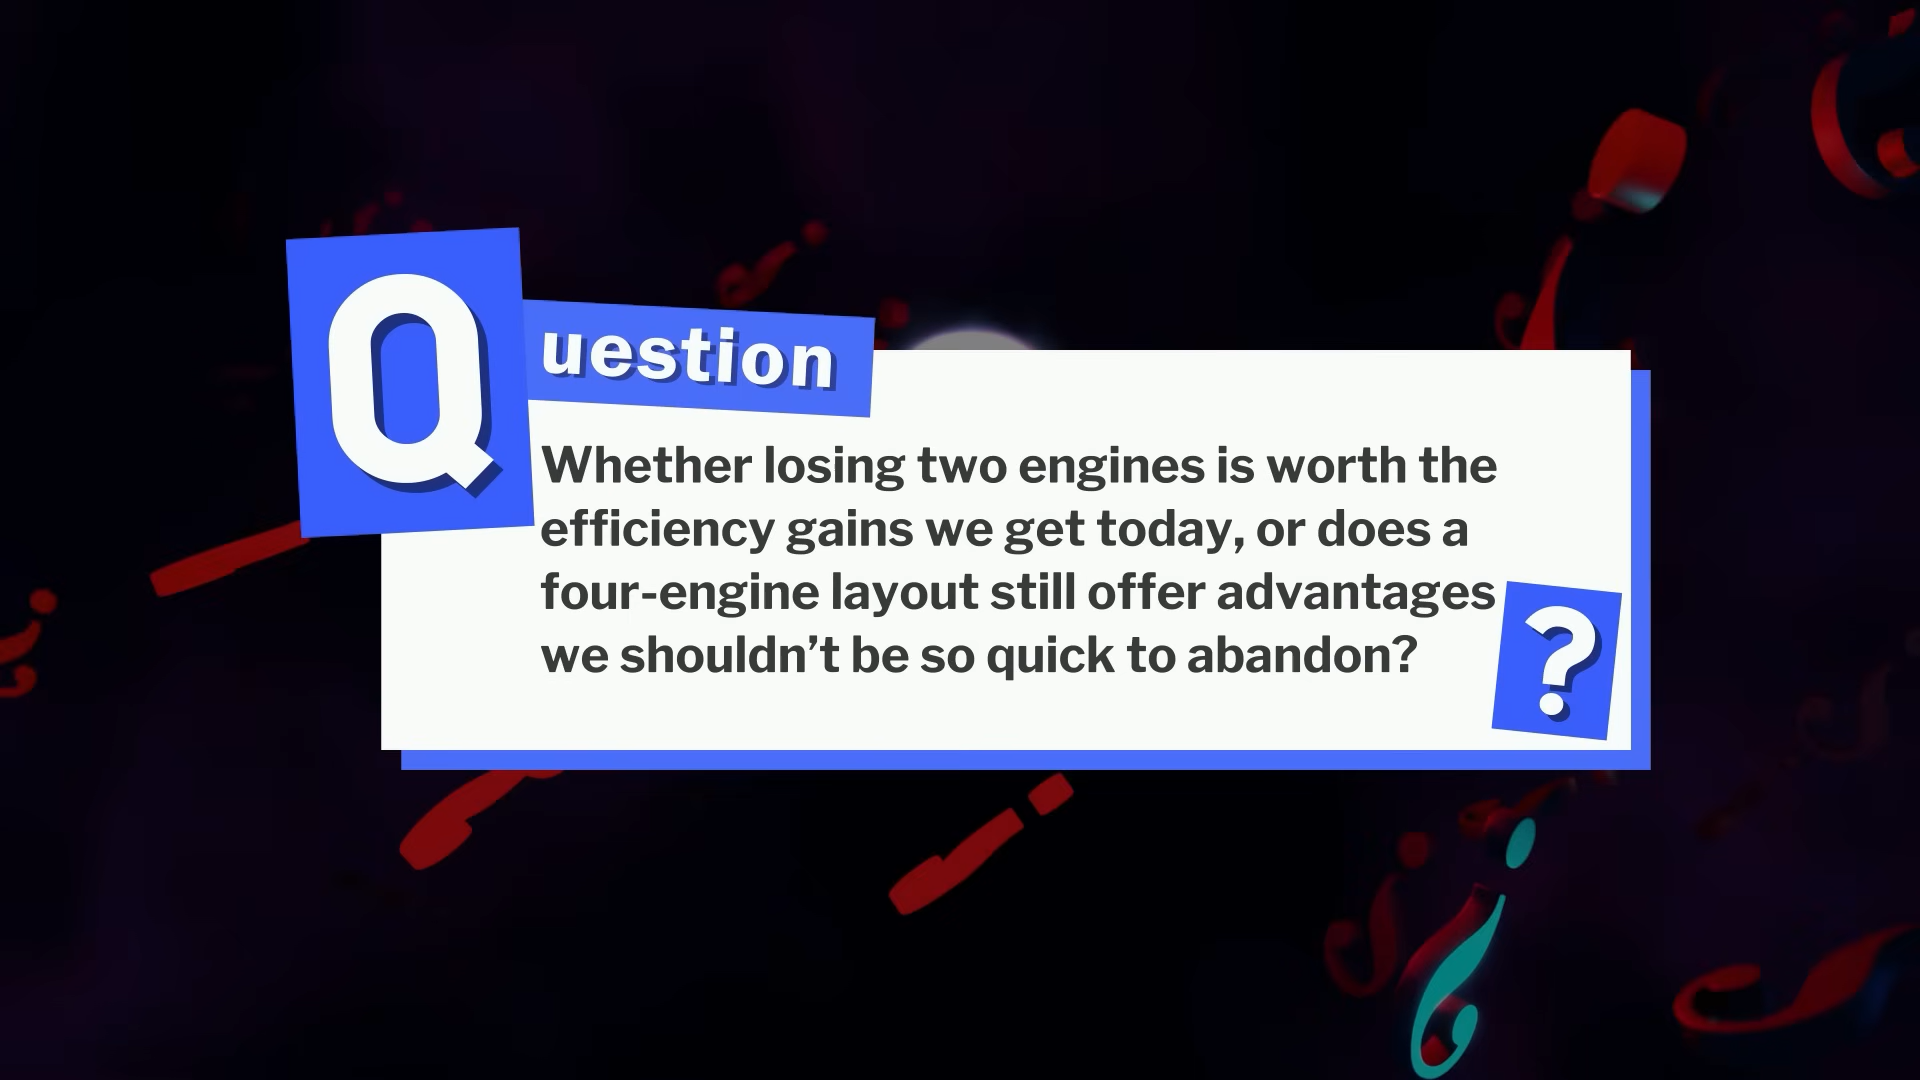 Question
Whether losing two engines is worth the
efficiency gains we get today, or does a
four-engine layout still offer advantages
we shouldn’t be so quick to abandon?
?